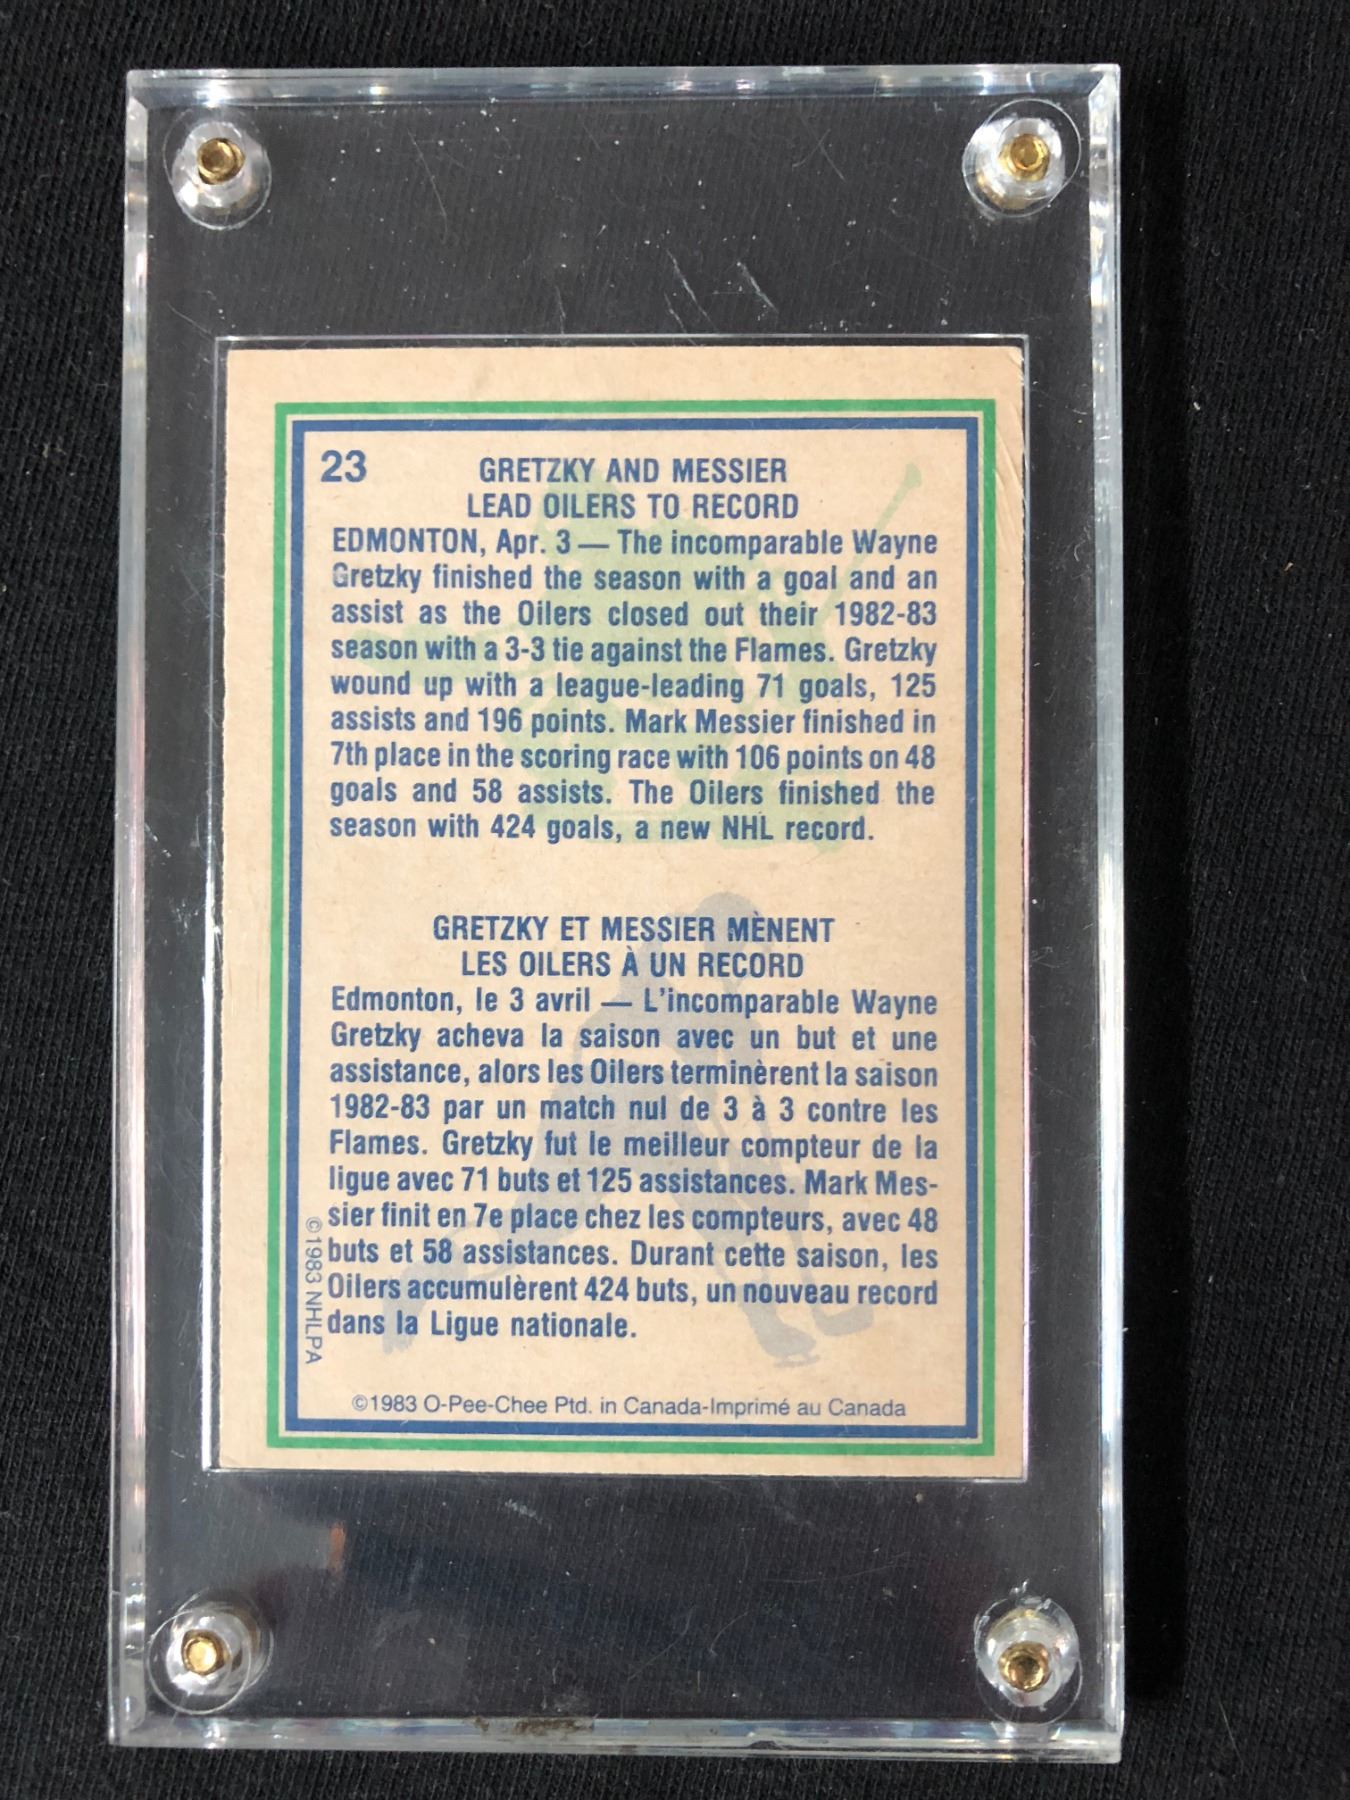 23
GRETZKY AND MESSIER
LEAD OILERS TO RECORD
EDMONTON, Apr. 3 — The incomparable Wayne
Gretzky finished the season with a goal and an
assist as the Oilers closed out their 1982-83
season with a 3-3 tie against the Flames. Gretzky
wound up with a league-leading 71 goals, 125
assists and 196 points. Mark Messier finished in
7th place in the scoring race with 106 points on 48
goals and 58 assists. The Oilers finished the
season with 424 goals, a new NHL record.
GRETZKY ET MESSIER MÈNENT
LES OILERS À UN RECORD
Edmonton, le 3 avril — L'incomparable Wayne
Gretzky acheva la saison avec un but et une
assistance, alors les Oilers terminèrent la saison
1982-83 par un match nul de 3 à 3 contre les
Flames. Gretzky fut le meilleur compteur de la
ligue avec 71 buts et 125 assistances. Mark Mes-
sier finit en 7e place chez les compteurs, avec 48
buts et 58 assistances. Durant cette saison, les
Oilers accumulèrent 424 buts, un nouveau record
dans la Ligue nationale.
©1983 NHLPA
©1983 O-Pee-Chee Ptd. in Canada-Imprimé au Canada